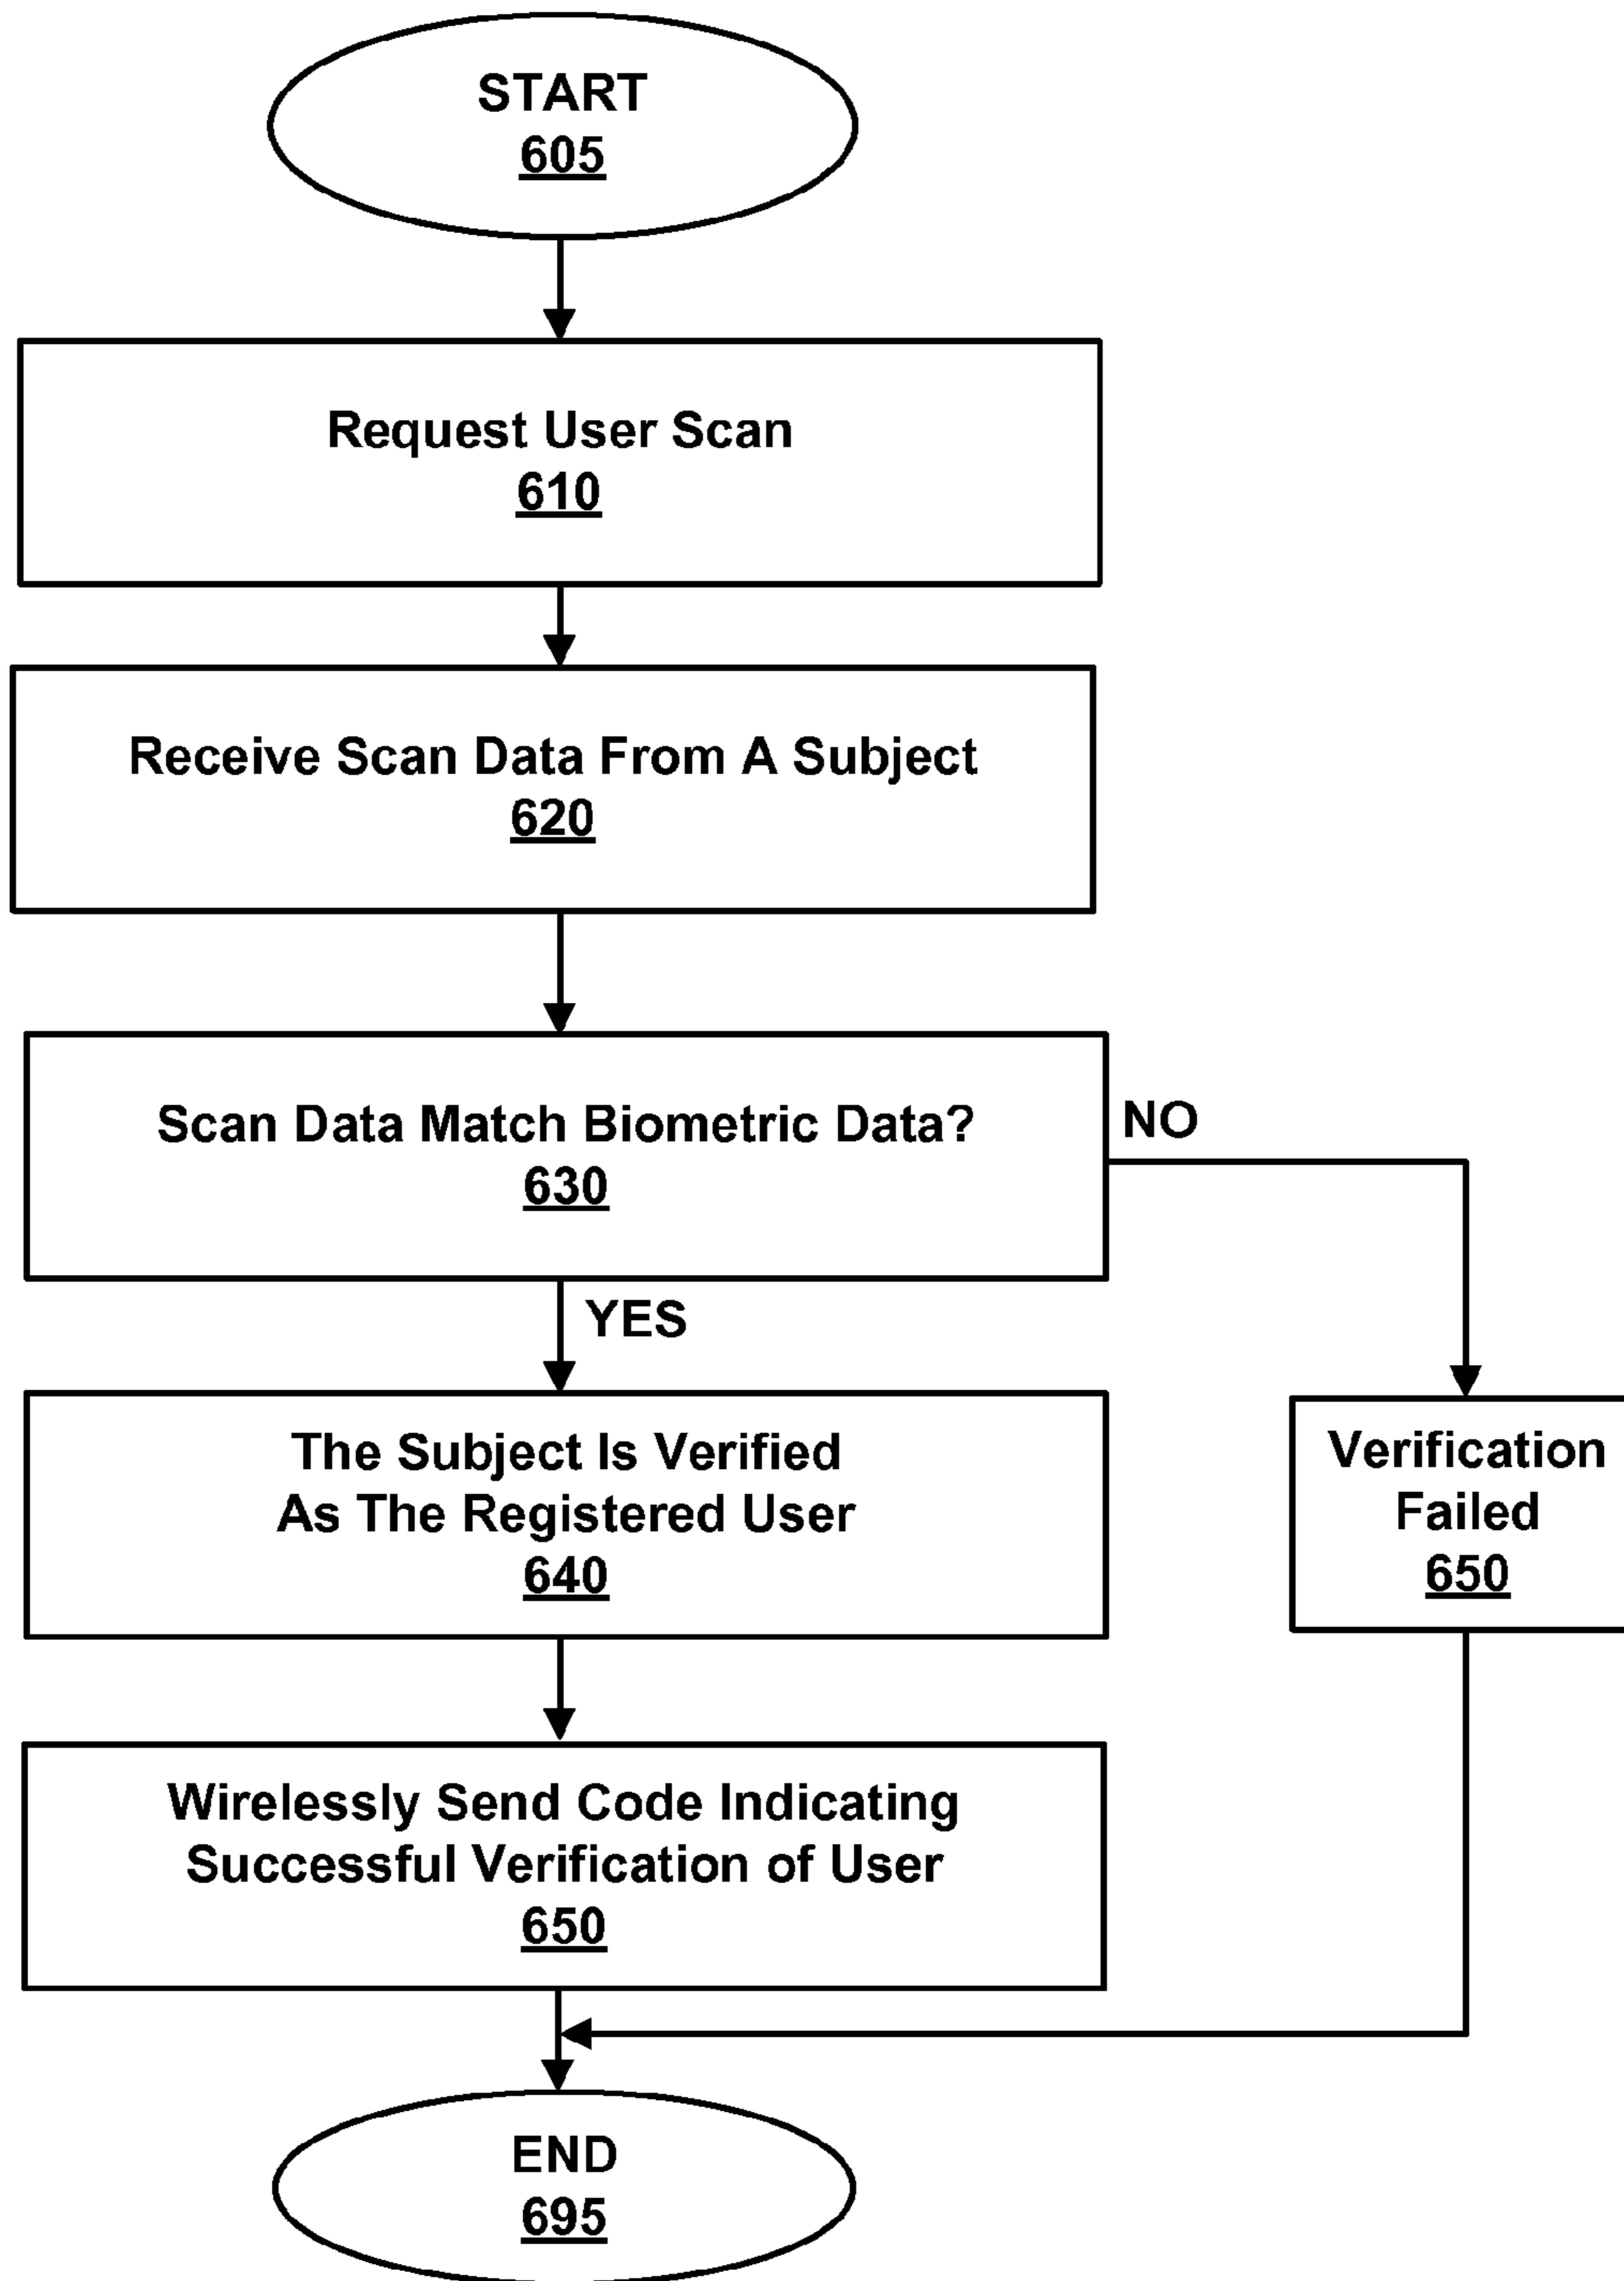 START
605
Request User Scan
610
Receive Scan Data From A Subject
620
Scan Data Match Biometric Data?
630
NO
YES
The Subject Is Verified
As The Registered User
640
Verification
Failed
650
Wirelessly Send Code Indicating
Successful Verification of User
650
END
695